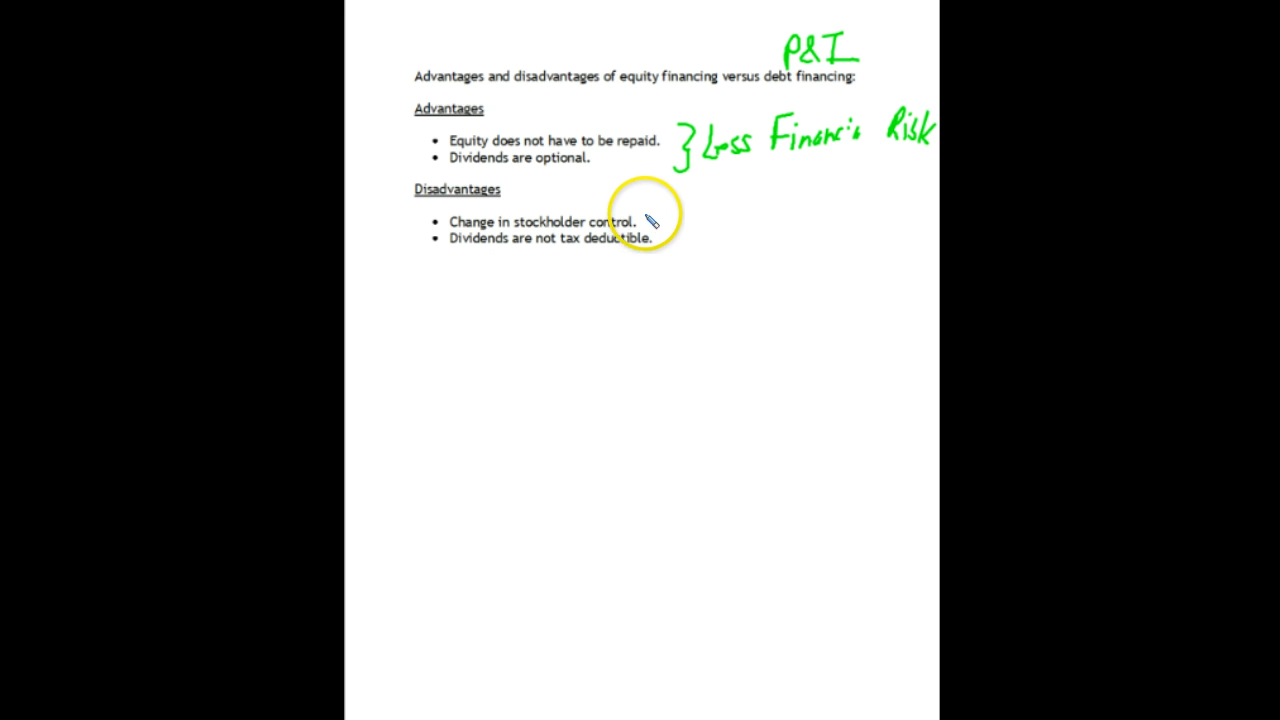 P&I
Advantages and disadvantages of equity financing versus debt financing:
Advantages
• Equity does not have to be repaid.
• Dividends are optional.
} Less Financia Risk
Disadvantages
• Change in stockholder control.
• Dividends are not tax deductible.